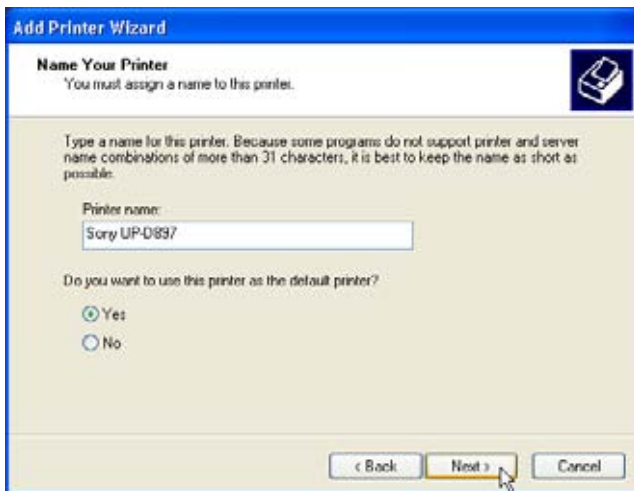 Add Printer Wizard
Name Your Printer
You must assign a name to this printer.
Type a name for this printer. Because some programs do not support printer and server
name combinations of more than 31 characters, it is best to keep the name as short as
possible.
Printer name:
Sony UP-D897
Do you want to use this printer as the default printer?
Yes
No
< Back
Next >
Cancel